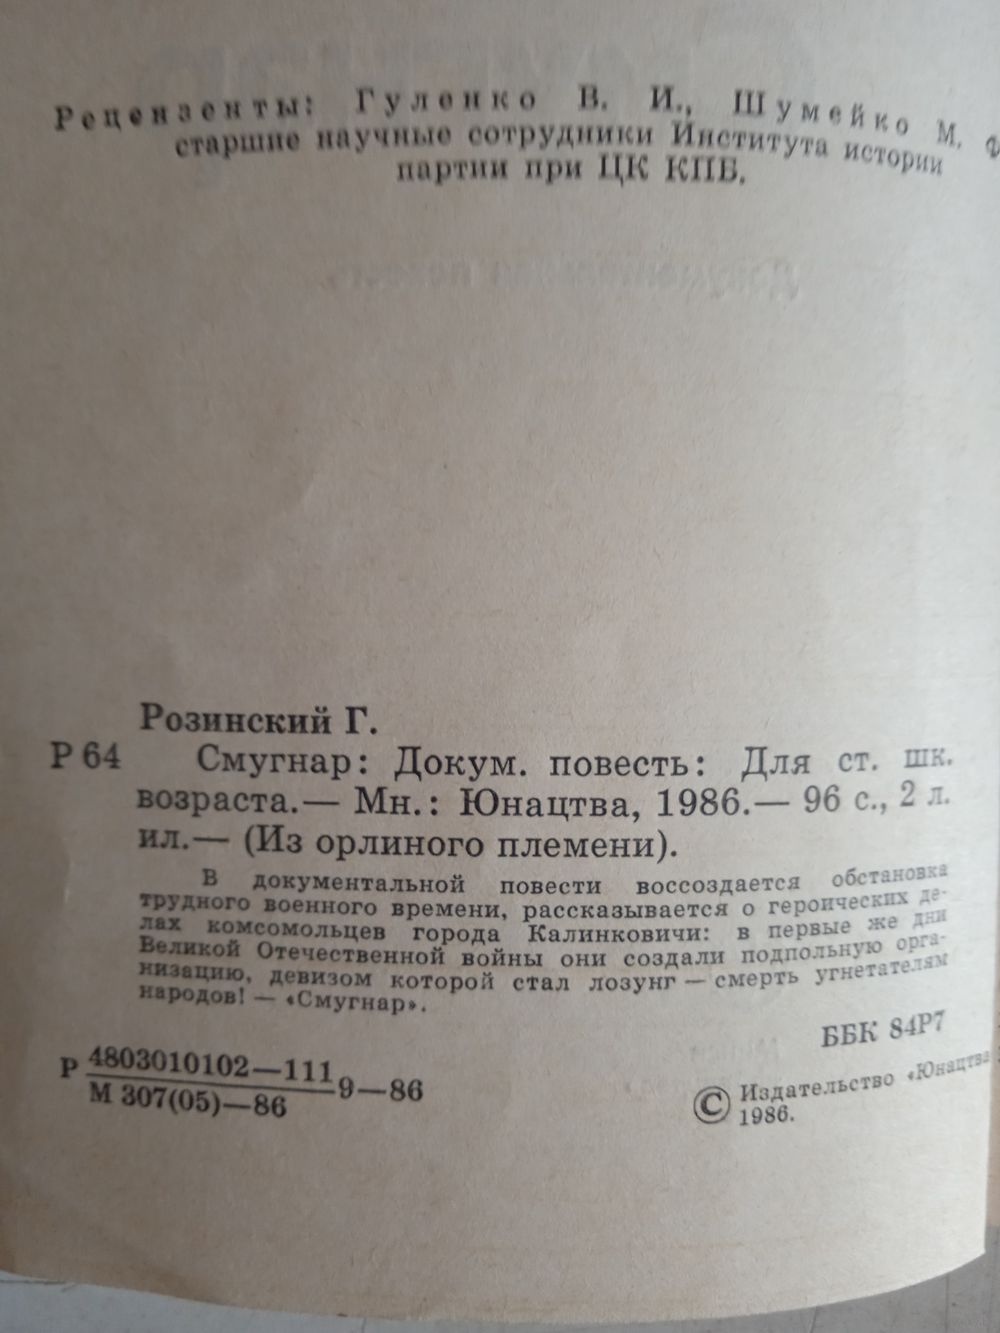 Рецензенты: Гуленко В. И., Шумейко М. Ф
старшие научные сотрудники Института истории
партии при ЦК КПБ.
Розинский Г.
Р 64 Смугнар: Докум. повесть: Для ст. шк.
возраста.— Мн.: Юнацтва, 1986.— 96 с., 2 л.
ил.— (Из орлиного племени).
В документальной повести воссоздается обстановка
трудного военного времени, рассказывается о героических де-
лах комсомольцев города Калинковичи: в первые же дни
Великой Отечественной войны они создали подпольную орга-
низацию, девизом которой стал лозунг — смерть угнетателям
народов! — «Смугнар».
ББК 84Р7
Р 4803010102—111 9—86
М 307(05)—86
© Издательство «Юнацтва»
1986.